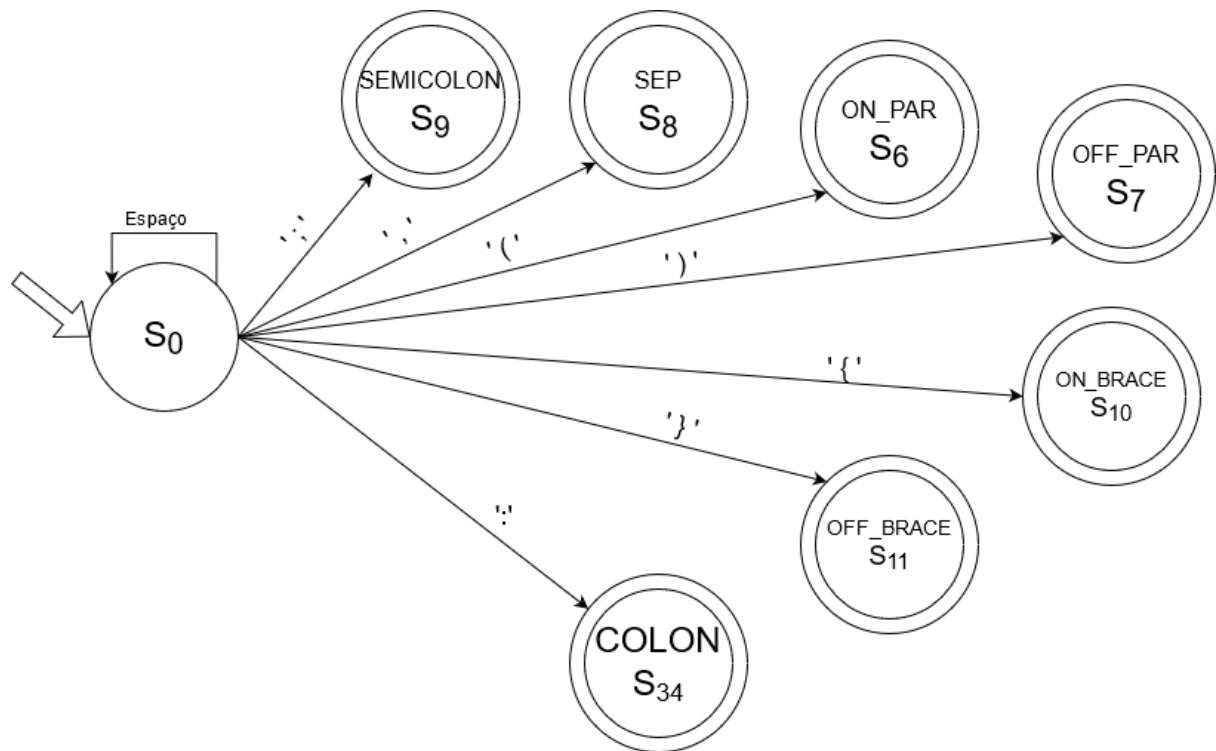 SEMICOLON
S9
SEP
S8
ON_PAR
S6
OFF_PAR
S7
Espaço
';'
','
'('
')'
S0
'{'
ON_BRACE
S10
'}'
':'
OFF_BRACE
S11
COLON
S34